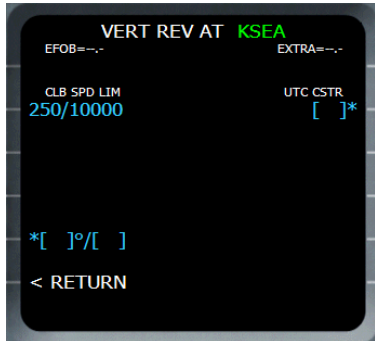 VERT REV AT KSEA
EFOB=--.- EXTRA=--.-
CLB SPD LIM UTC CSTR
250/10000 [ ]*
*[ ]°/[ ]
< RETURN